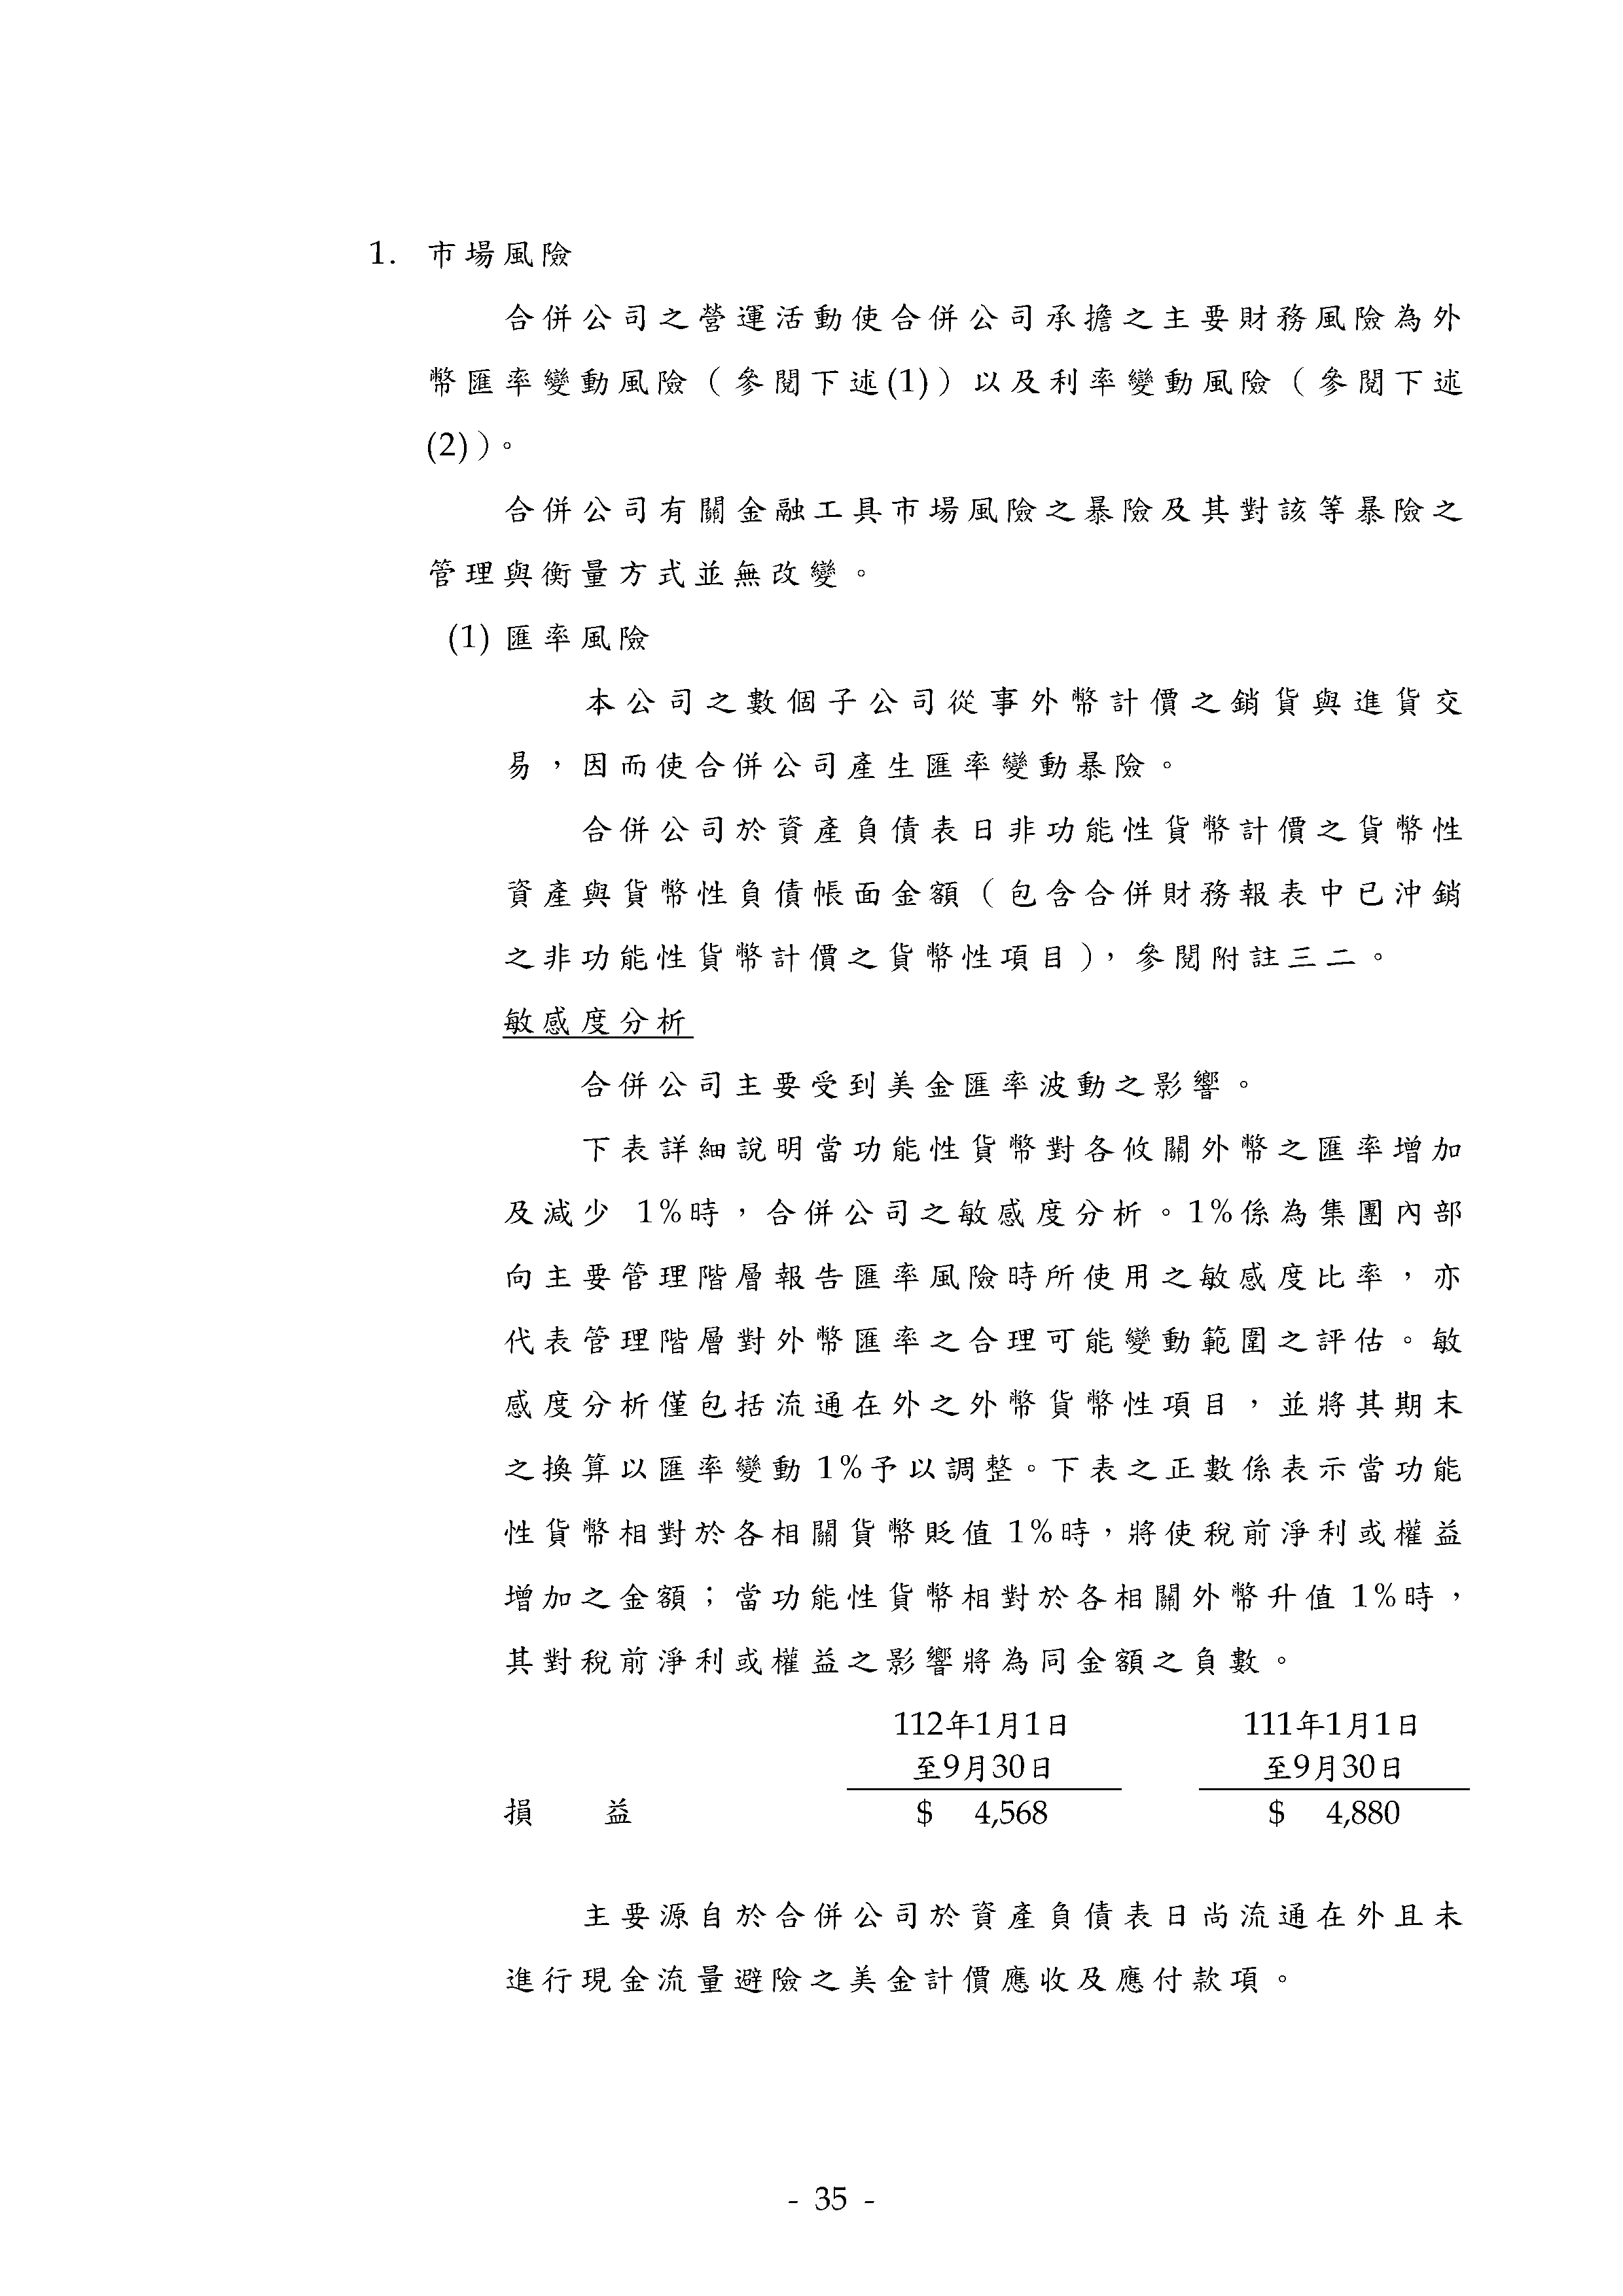 1. 市場風險
合併公司之營運活動使合併公司承擔之主要財務風險為外
幣匯率變動風險（參閱下述(1)）以及利率變動風險（參閱下述
(2)）。
合併公司有關金融工具市場風險之暴險及其對該等暴險之
管理與衡量方式並無改變。
(1) 匯率風險
本公司之數個子公司從事外幣計價之銷貨與進貨交
易，因而使合併公司產生匯率變動暴險。
合併公司於資產負債表日非功能性貨幣計價之貨幣性
資產與貨幣性負債帳面金額（包含合併財務報表中已沖銷
之非功能性貨幣計價之貨幣性項目），參閱附註三二。
敏感度分析
合併公司主要受到美金匯率波動之影響。
下表詳細說明當功能性貨幣對各攸關外幣之匯率增加
及減少 1%時，合併公司之敏感度分析。1%係為集團內部
向主要管理階層報告匯率風險時所使用之敏感度比率，亦
代表管理階層對外幣匯率之合理可能變動範圍之評估。敏
感度分析僅包括流通在外之外幣貨幣性項目，並將其期末
之換算以匯率變動 1%予以調整。下表之正數係表示當功能
性貨幣相對於各相關貨幣貶值 1%時，將使稅前淨利或權益
增加之金額；當功能性貨幣相對於各相關外幣升值 1%時，
其對稅前淨利或權益之影響將為同金額之負數。
112年1月1日 111年1月1日
至9月30日 至9月30日
損 益 $ 4,568 $ 4,880
主要源自於合併公司於資產負債表日尚流通在外且未
進行現金流量避險之美金計價應收及應付款項。
- 35 -